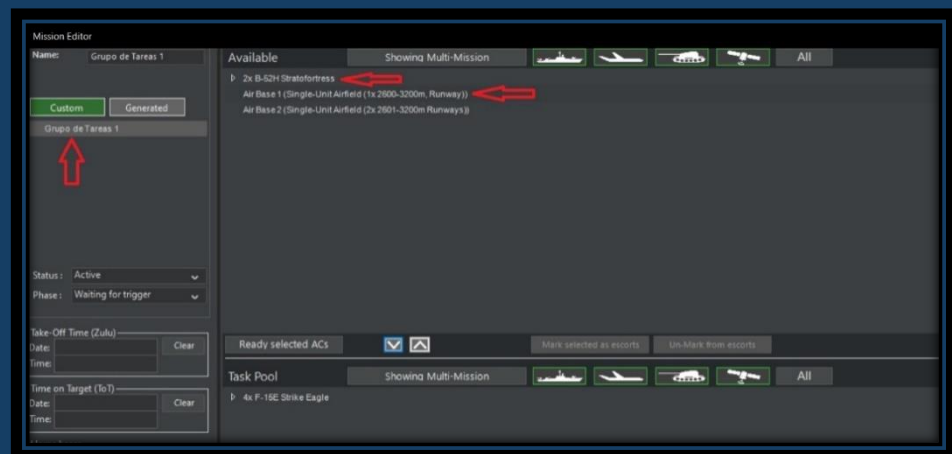 Mission Editor
Name: Grupo de Tareas 1
Custom Generated
Grupo de Tareas 1
Status: Active
Phase: Waiting for trigger
Take-Off Time (Zulu)
Date: Clear
Time:
Time on Target (ToT)
Date: Clear
Time:
Available Showing Multi-Mission All
2x B-52H Stratofortress
Air Base 1 (Single-Unit Airfield (1x 2600-3200m, Runway))
Air Base 2 (Single-Unit Airfield (2x 2601-3200m Runways))
Ready selected ACs Mark selected as escorts Un-Mark from escorts
Task Pool Showing Multi-Mission All
4x F-15E Strike Eagle